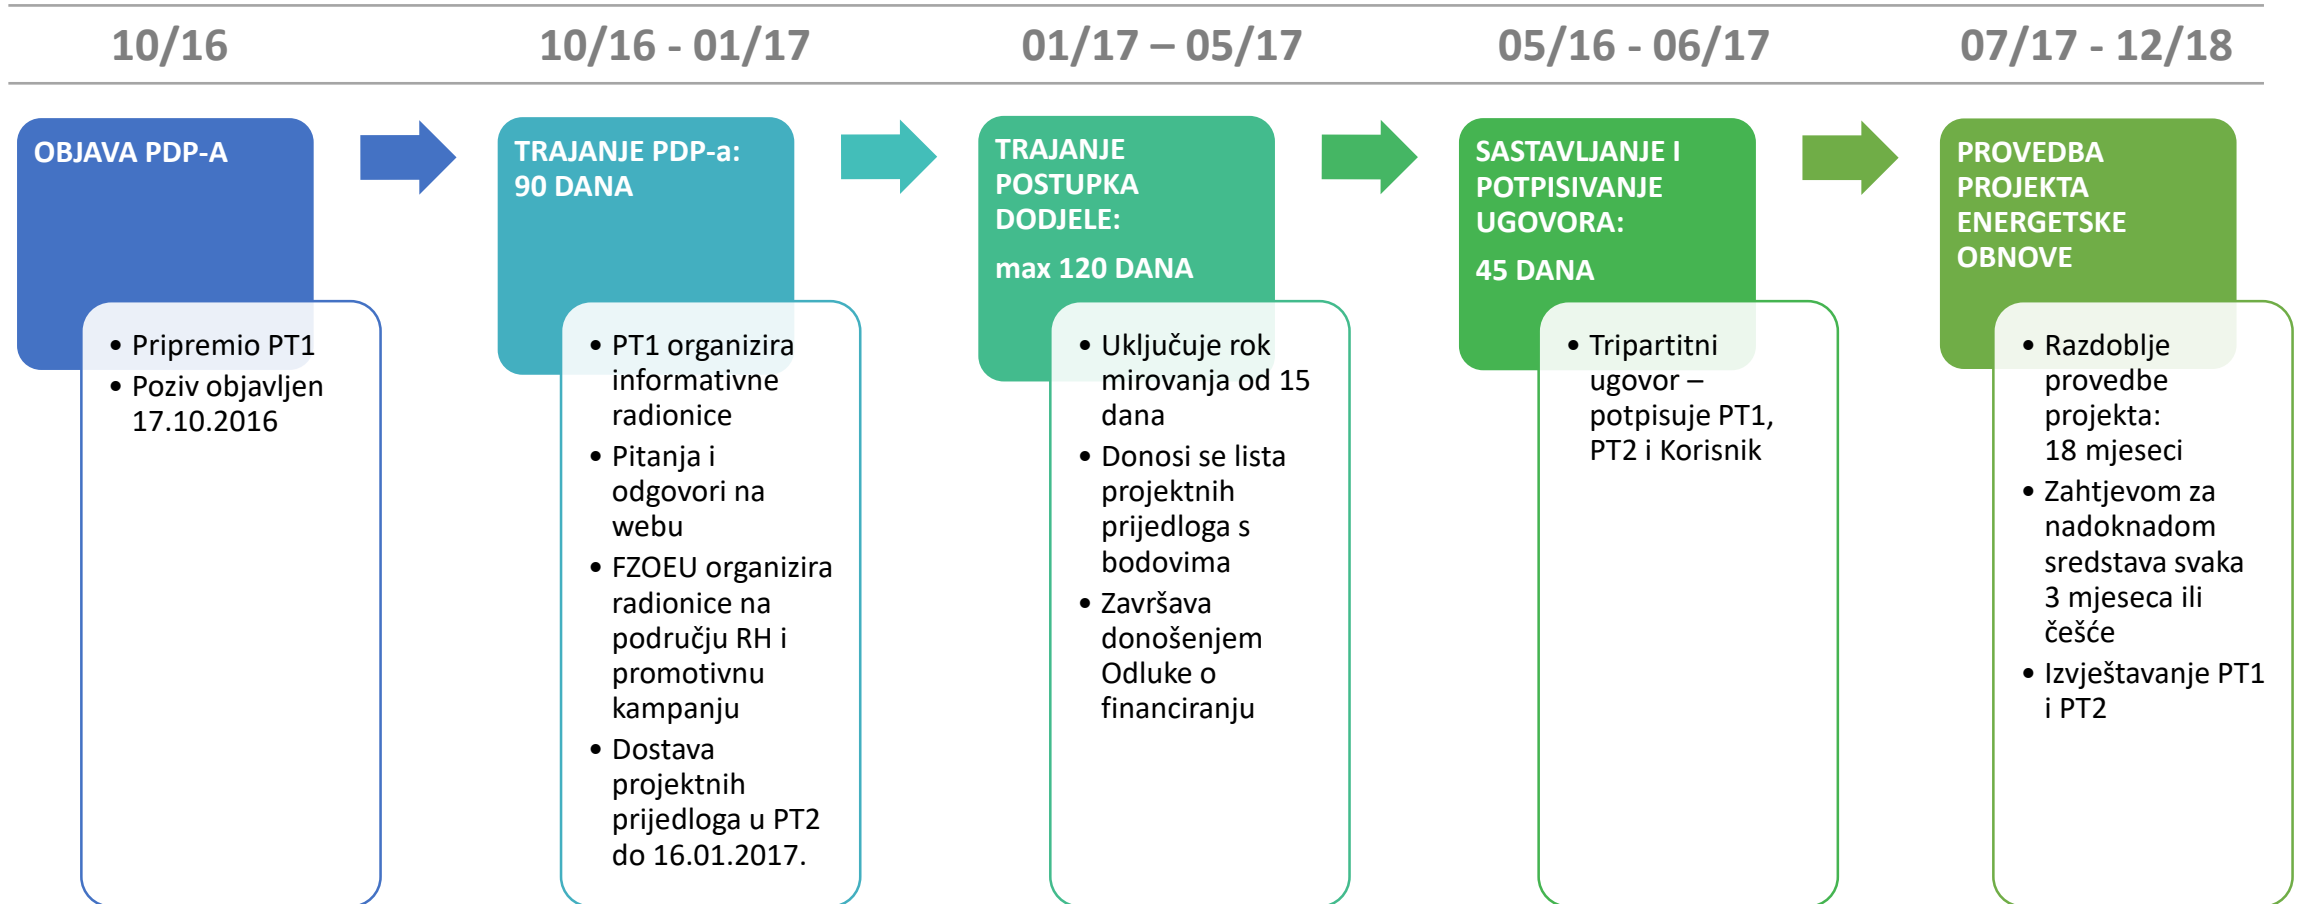 10/16
10/16 - 01/17
01/17 – 05/17
05/16 - 06/17
07/17 - 12/18
OBJAVA PDP-A
• Pripremio PT1
• Poziv objavljen
17.10.2016
TRAJANJE PDP-a:
90 DANA
• PT1 organizira
informativne
radionice
• Pitanja i
odgovori na
webu
• FZOEU organizira
radionice na
području RH i
promotivnu
kampanju
• Dostava
projektnih
prijedloga u PT2
do 16.01.2017.
TRAJANJE
POSTUPKA
DODJELE:
max 120 DANA
• Uključuje rok
mirovanja od 15
dana
• Donosi se lista
projektnih
prijedloga s
bodovima
• Završava
donošenjem
Odluke o
financiranju
SASTAVLJANJE I
POTPISIVANJE
UGOVORA:
45 DANA
• Tripartitni
ugovor –
potpisuje PT1,
PT2 i Korisnik
PROVEDBA
PROJEKTA
ENERGETSKE
OBNOVE
• Razdoblje
provedbe
projekta:
18 mjeseci
• Zahtjevom za
nadoknadom
sredstava svaka
3 mjeseca ili
češće
• Izvještavanje PT1
i PT2